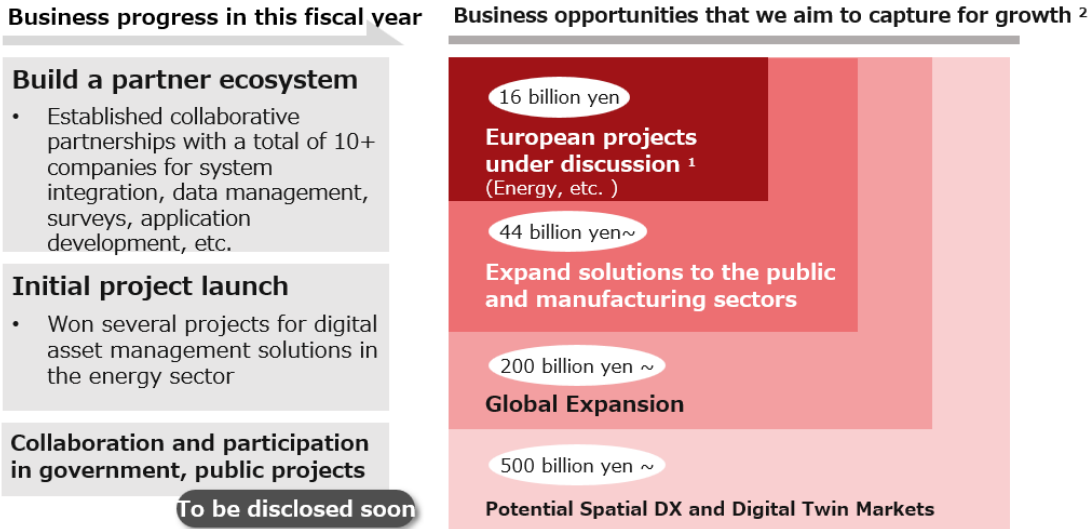 Business progress in this fiscal year
Build a partner ecosystem
• Established collaborative
partnerships with a total of 10+
companies for system
integration, data management,
surveys, application
development, etc.
Initial project launch
• Won several projects for digital
asset management solutions in
the energy sector
Collaboration and participation
in government, public projects
To be disclosed soon
Business opportunities that we aim to capture for growth ²
16 billion yen
European projects
under discussion ¹
(Energy, etc. )
44 billion yen~
Expand solutions to the public
and manufacturing sectors
200 billion yen ~
Global Expansion
500 billion yen ~
Potential Spatial DX and Digital Twin Markets